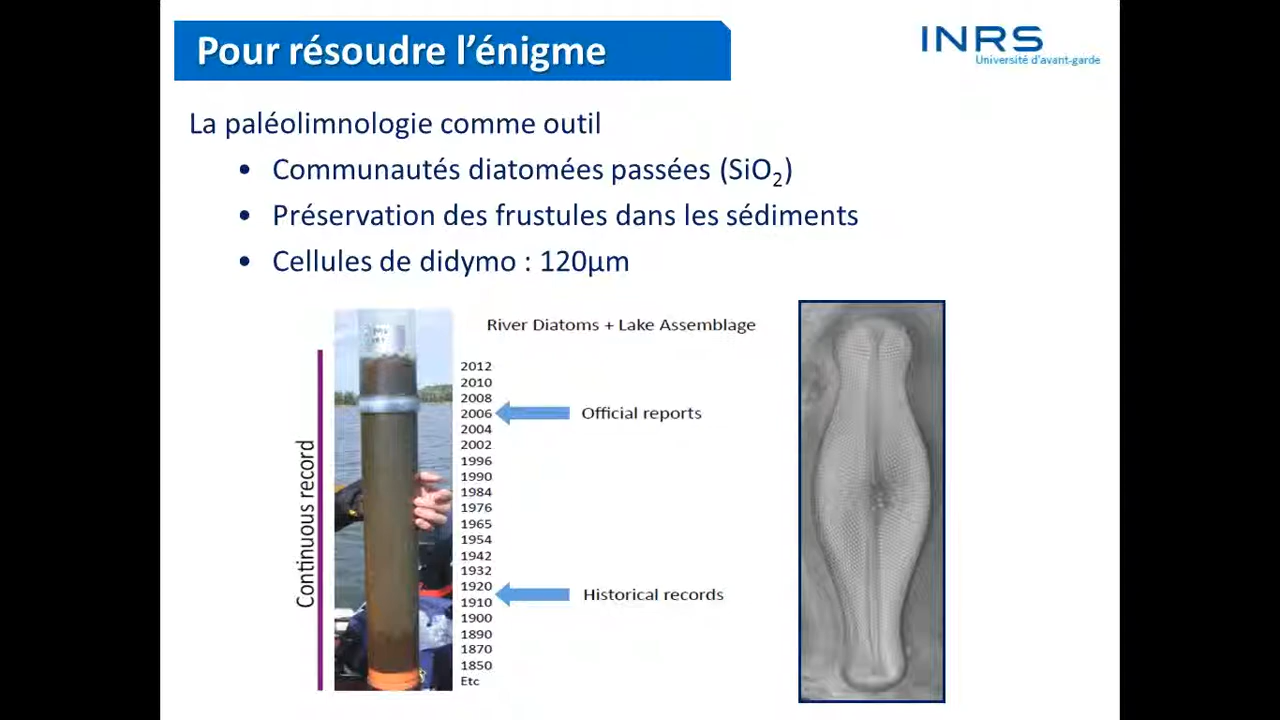 Pour résoudre l'énigme
INRS
Université d'avant-garde
La paléolimnologie comme outil
• Communautés diatomées passées (SiO₂)
• Préservation des frustules dans les sédiments
• Cellules de didymo : 120µm
River Diatoms + Lake Assemblage
Continuous record
2012
2010
2008
2006
2004
2002
1996
1990
1984
1976
1965
1954
1942
1932
1920
1910
1900
1890
1870
1850
Etc
Official reports
Historical records